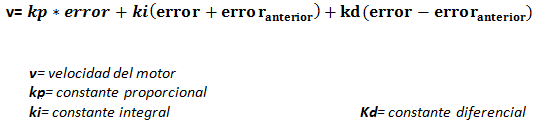 v= kp ∗ error + ki(error + error_anterior) + kd(error − error_anterior)
v= velocidad del motor
kp= constante proporcional
ki= constante integral Kd= constante diferencial